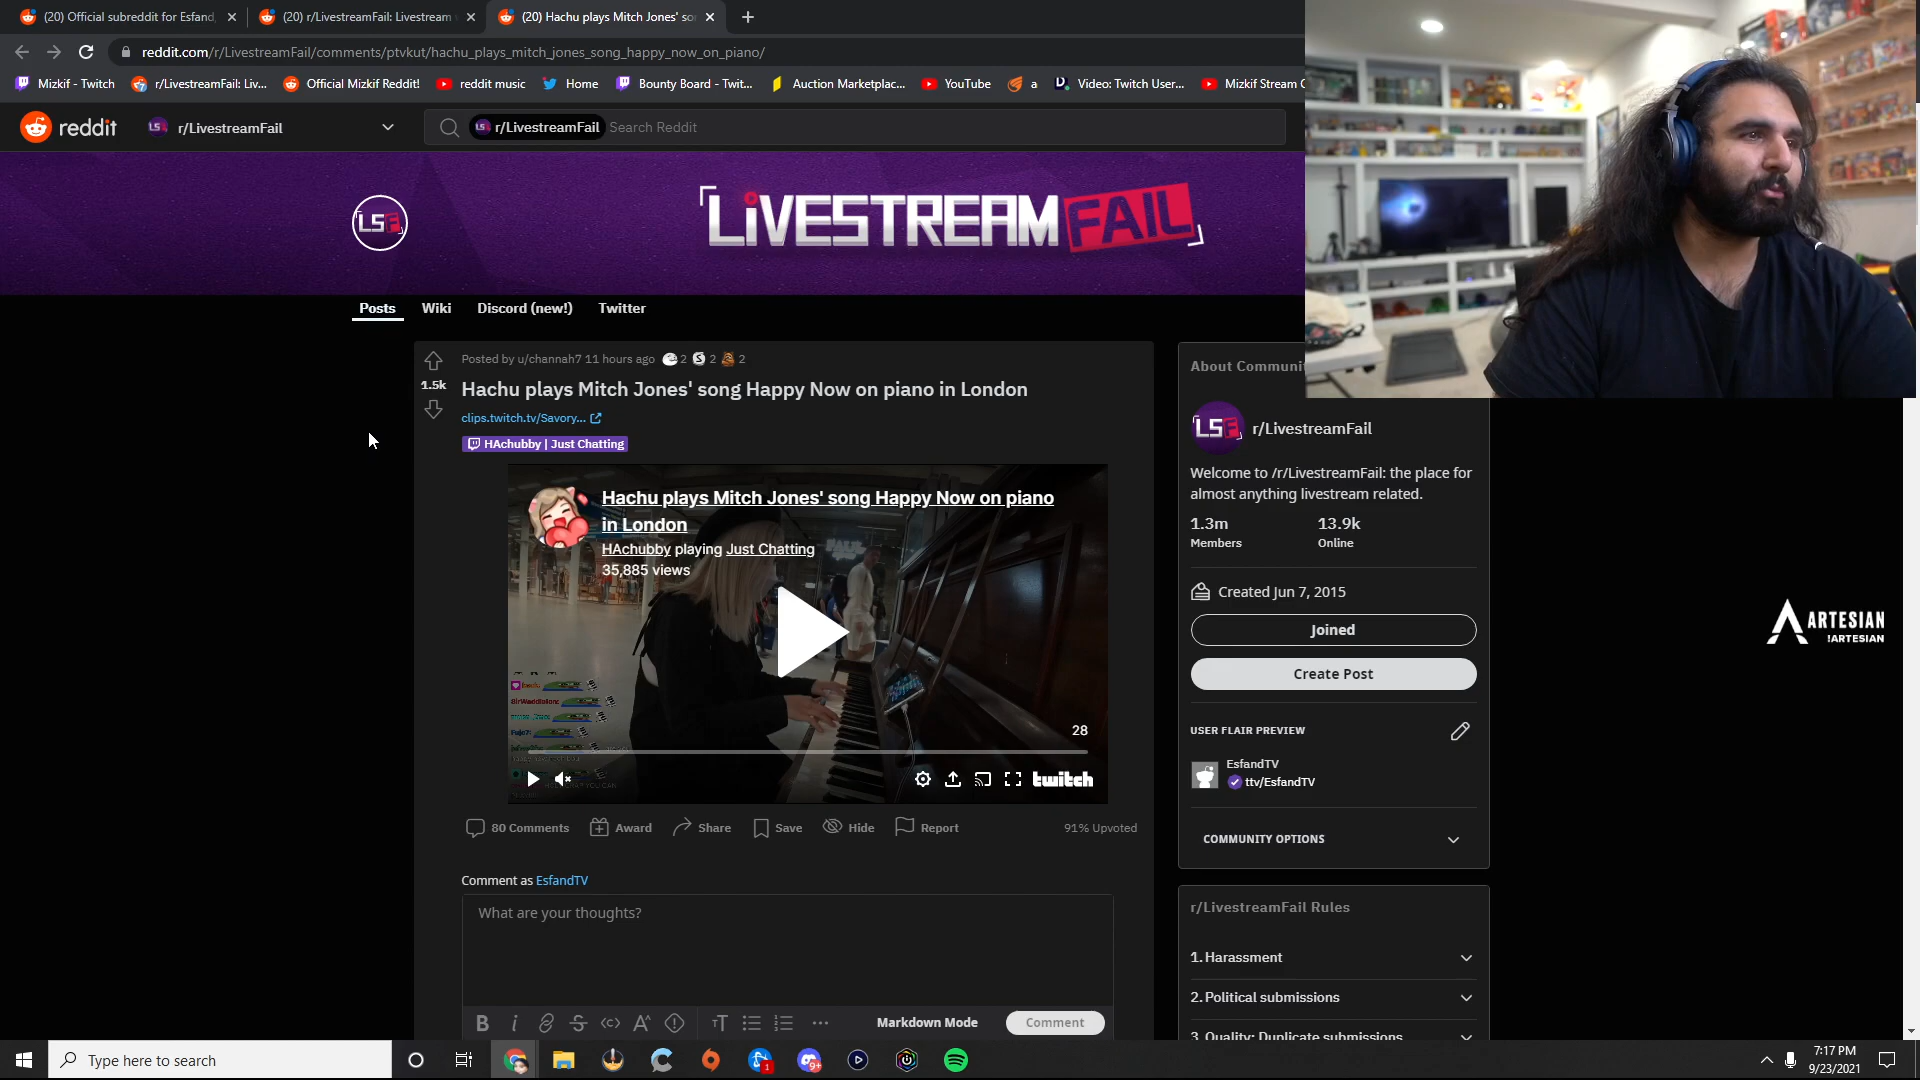 (20) Official subreddit for Esfand,
(20) r/LivestreamFail: Livestream
(20) Hachu plays Mitch Jones' so
reddit.com/r/LivestreamFail/comments/ptvkut/hachu_plays_mitch_jones_song_happy_now_on_piano/
Mizkif - Twitch
r/LivestreamFail: Liv...
Official Mizkif Reddit!
reddit music
Home
Bounty Board - Twit...
Auction Marketplac...
YouTube
a
Video: Twitch User...
Mizkif Stream
reddit
LSF
r/LivestreamFail
r/LivestreamFail
Search Reddit
LSF
LIVESTREAMFAIL
Posts
Wiki
Discord (new!)
Twitter
Posted by u/channah7 11 hours ago 2 2 2
1.5k
Hachu plays Mitch Jones' song Happy Now on piano in London
clips.twitch.tv/Savory...
HAchubby | Just Chatting
Hachu plays Mitch Jones' song Happy Now on piano
in London
HAchubby playing Just Chatting
35,885 views
28
twitch
80 Comments
Award
Share
Save
Hide
Report
91% Upvoted
Comment as EsfandTV
What are your thoughts?
Markdown Mode
Comment
About Communi
LSF
r/LivestreamFail
Welcome to /r/LivestreamFail: the place for
almost anything livestream related.
1.3m
13.9k
Members
Online
Created Jun 7, 2015
Joined
Create Post
USER FLAIR PREVIEW
EsfandTV
ttv/EsfandTV
COMMUNITY OPTIONS
r/LivestreamFail Rules
1. Harassment
2. Political submissions
3. Quality: Duplicate submissions
ARTESIAN
!ARTESIAN
Type here to search
1
9+
7:17 PM
9/23/2021